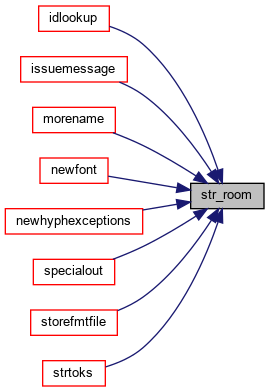 idlookup
issuemessage
morename
newfont
str_room
newhyphexceptions
specialout
storefmtfile
strtoks